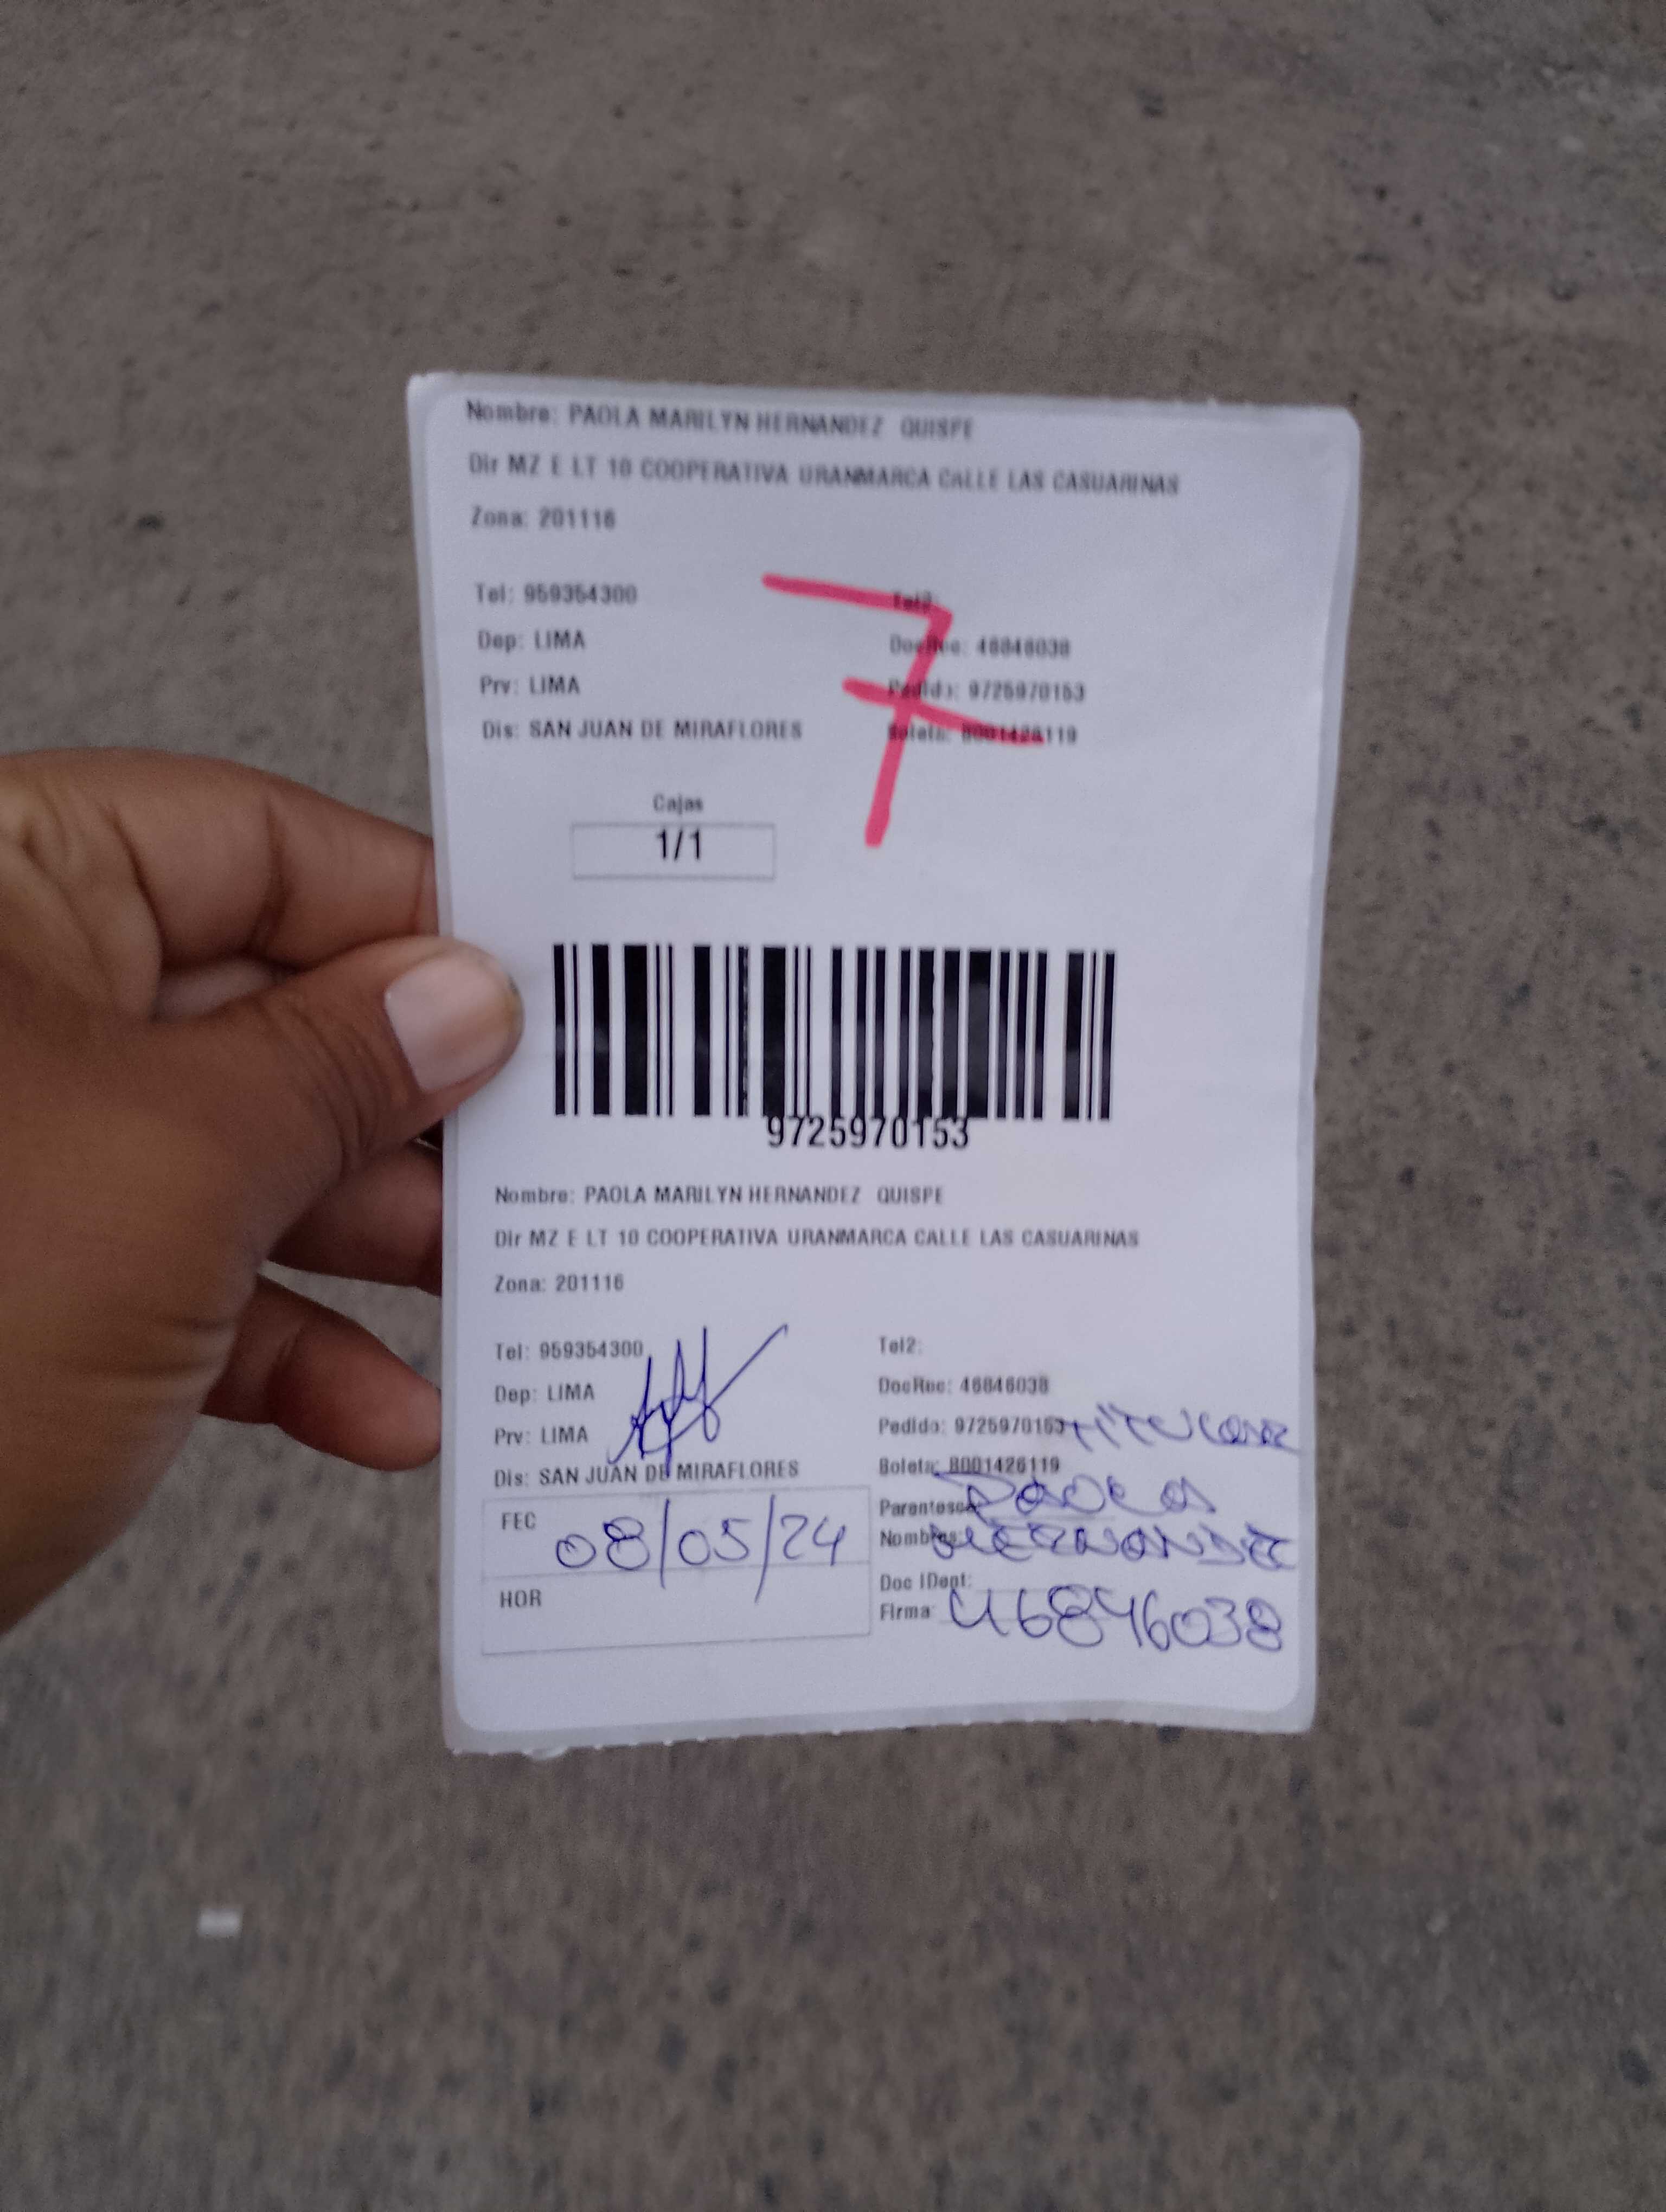 Nombre: PAOLA MARILYN HERNANDEZ QUISPE
Dir MZ E LT 10 COOPERATIVA URANMARCA CALLE LAS CASUARINAS
Zona: 201116
7
Tel: 959354300 Tel2:
Dep: LIMA DocRec: 46846038
Prv: LIMA Pedido: 9725970153
Dis: SAN JUAN DE MIRAFLORES Boleta: B001426119
Cajas
1/1
9725970153
Nombre: PAOLA MARILYN HERNANDEZ QUISPE
Dir MZ E LT 10 COOPERATIVA URANMARCA CALLE LAS CASUARINAS
Zona: 201116
Tel: 959354300 Tel2:
Dep: LIMA DocRec: 46846038
Prv: LIMA Pedido: 9725970153 TITULAR
Dis: SAN JUAN DE MIRAFLORES Boleta: B001426119
FEC 08/05/24 Parentesco: PAOLA
Nombres: HERNANDEZ
HOR Doc IDent:
Firma: 46846038